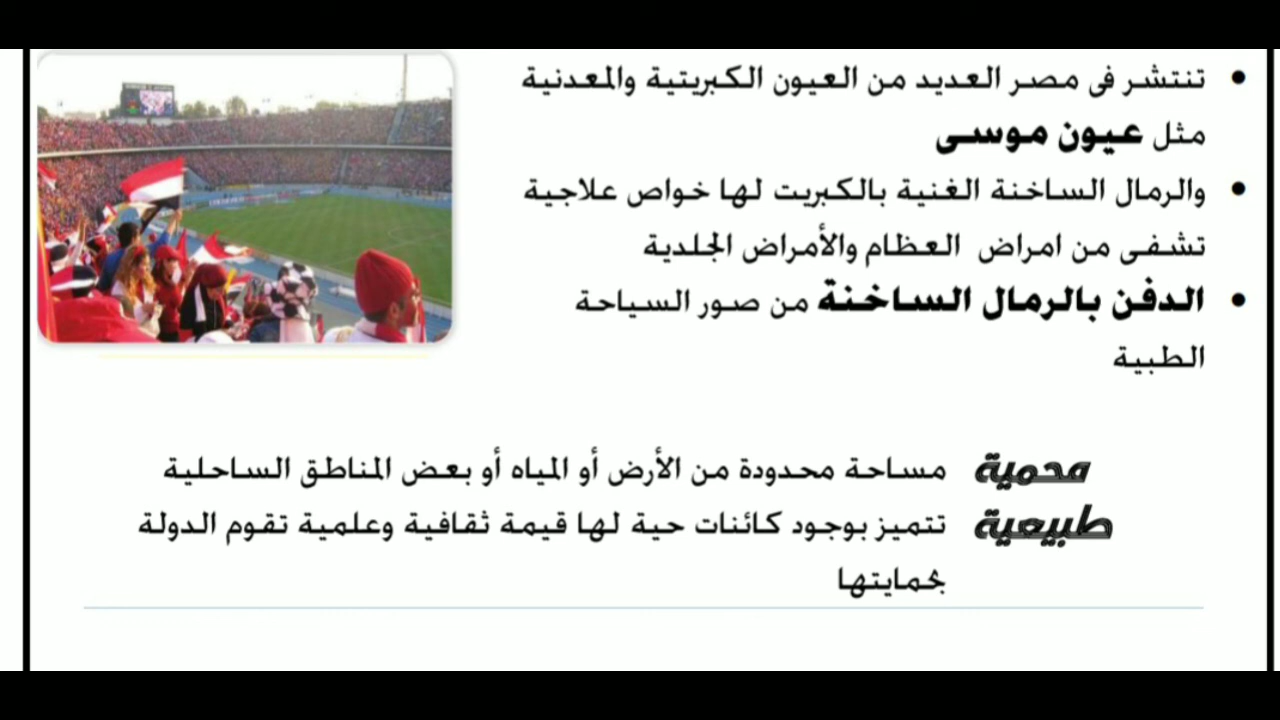 تنتشر فى مصر العديد من العيون الكبريتية والمعدنية
مثل عيون موسى
والرمال الساخنة الغنية بالكبريت لها خواص علاجية
تشفى من امراض العظام والأمراض الجلدية
الدفن بالرمال الساخنة من صور السياحة
الطبية
محمية مساحة محدودة من الأرض أو المياه أو بعض المناطق الساحلية
طبيعية تتميز بوجود كائنات حية لها قيمة ثقافية وعلمية تقوم الدولة
بحمايتها